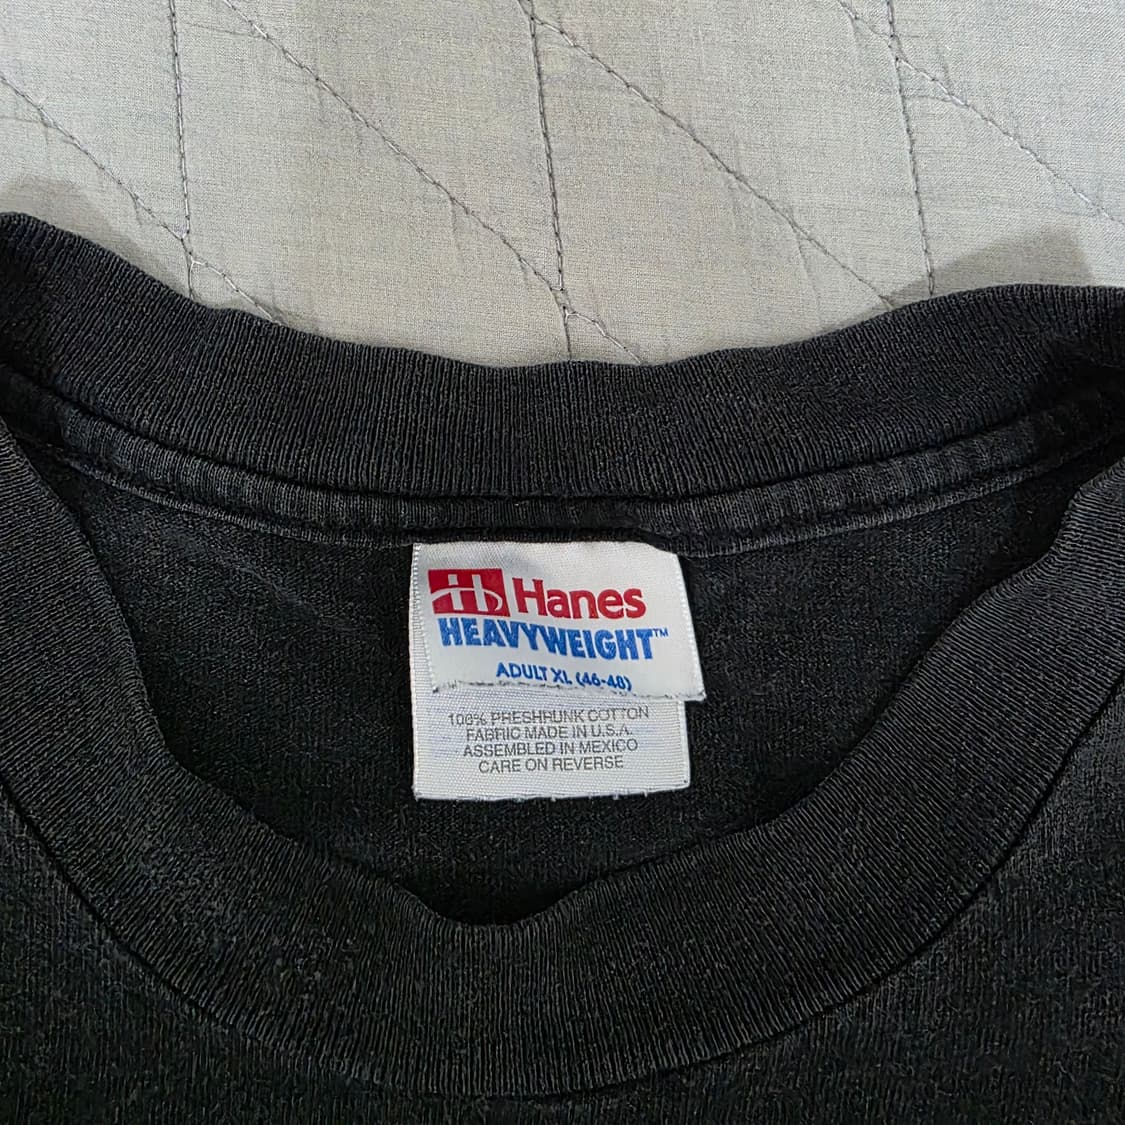 Hanes
HEAVYWEIGHT™
ADULT XL (46-48)
100% PRESHRUNK COTTON
FABRIC MADE IN U.S.A.
ASSEMBLED IN MEXICO
CARE ON REVERSE